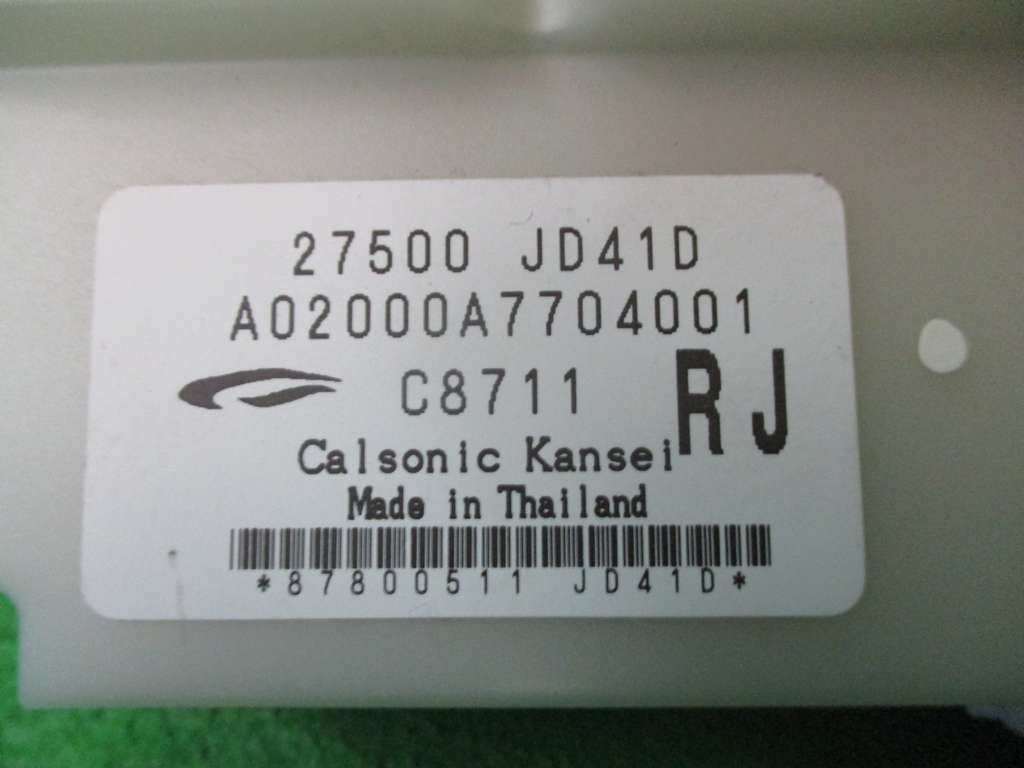 27500 JD41D
A02000A7704001
C8711 RJ
Calsonic Kansei
Made in Thailand
*87800511 JD41D*